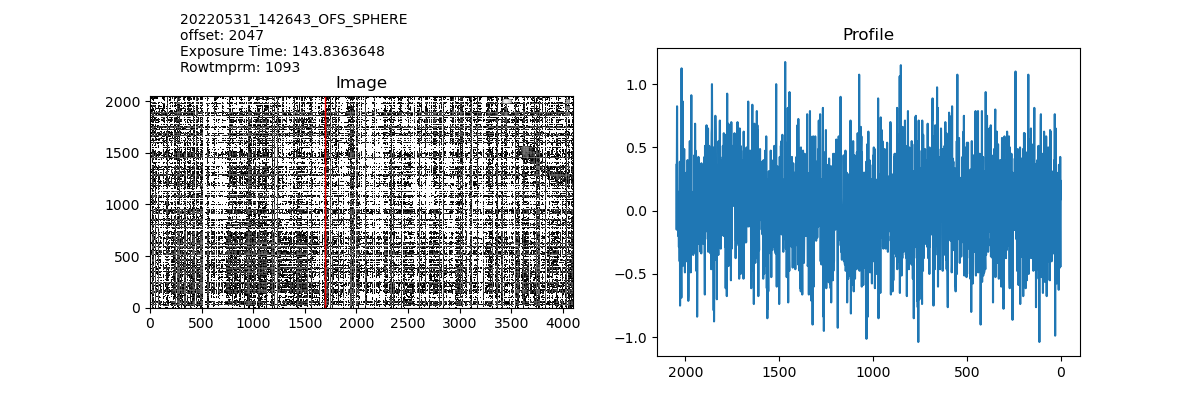 20220531_142643_OFS_SPHERE
offset: 2047
Exposure Time: 143.8363648
Rowtmprm: 1093
Image
2000
1500
1000
500
0
0 500 1000 1500 2000 2500 3000 3500 4000
Profile
1.0
0.5
0.0
−0.5
−1.0
2000 1500 1000 500 0